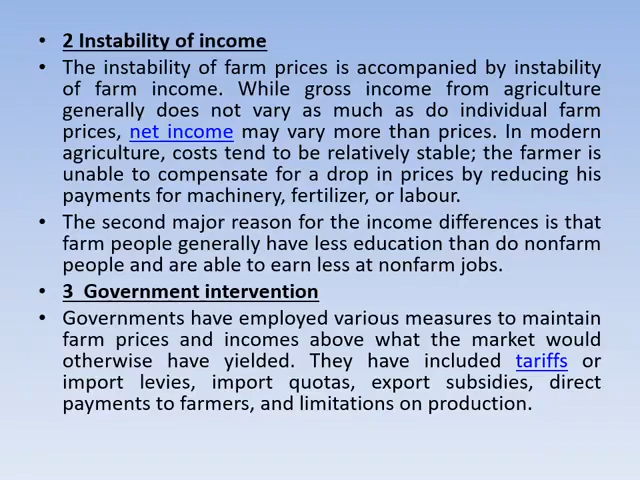 • 2 Instability of income
• The instability of farm prices is accompanied by instability
of farm income. While gross income from agriculture
generally does not vary as much as do individual farm
prices, net income may vary more than prices. In modern
agriculture, costs tend to be relatively stable; the farmer is
unable to compensate for a drop in prices by reducing his
payments for machinery, fertilizer, or labour.
• The second major reason for the income differences is that
farm people generally have less education than do nonfarm
people and are able to earn less at nonfarm jobs.
• 3 Government intervention
• Governments have employed various measures to maintain
farm prices and incomes above what the market would
otherwise have yielded. They have included tariffs or
import levies, import quotas, export subsidies, direct
payments to farmers, and limitations on production.